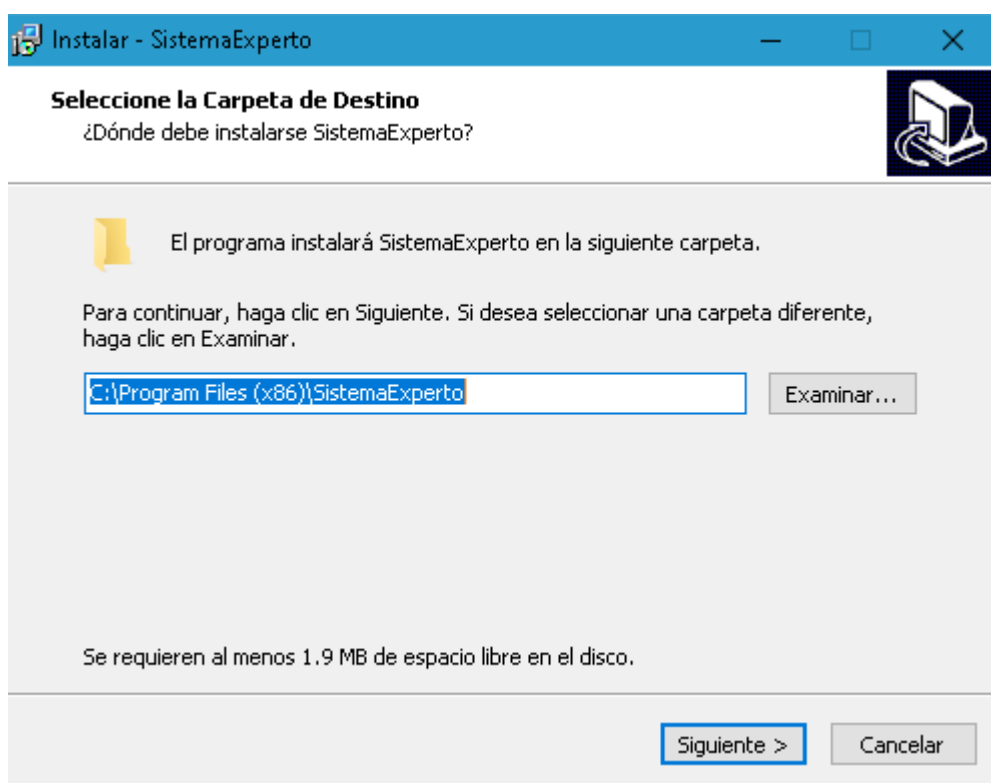 Instalar - SistemaExperto
Seleccione la Carpeta de Destino
¿Dónde debe instalarse SistemaExperto?
El programa instalará SistemaExperto en la siguiente carpeta.
Para continuar, haga clic en Siguiente. Si desea seleccionar una carpeta diferente,
haga clic en Examinar.
C:\Program Files (x86)\SistemaExperto
Examinar...
Se requieren al menos 1.9 MB de espacio libre en el disco.
Siguiente >
Cancelar